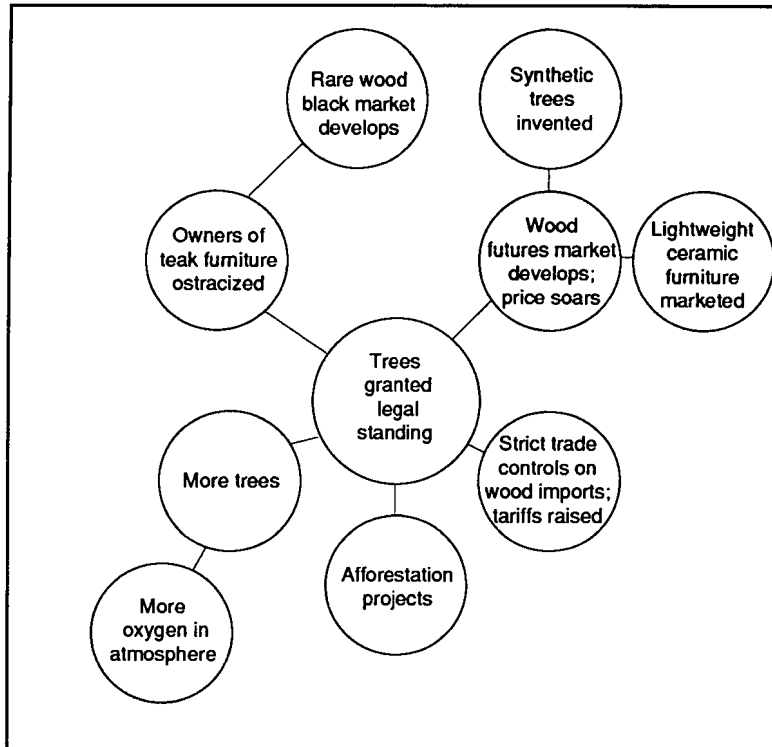 Rare wood
black market
develops
Synthetic
trees
invented
Owners of
teak furniture
ostracized
Wood
futures market
develops;
price soars
Lightweight
ceramic
furniture
marketed
Trees
granted
legal
standing
More trees
Strict trade
controls on
wood imports;
tariffs raised
Afforestation
projects
More
oxygen in
atmosphere